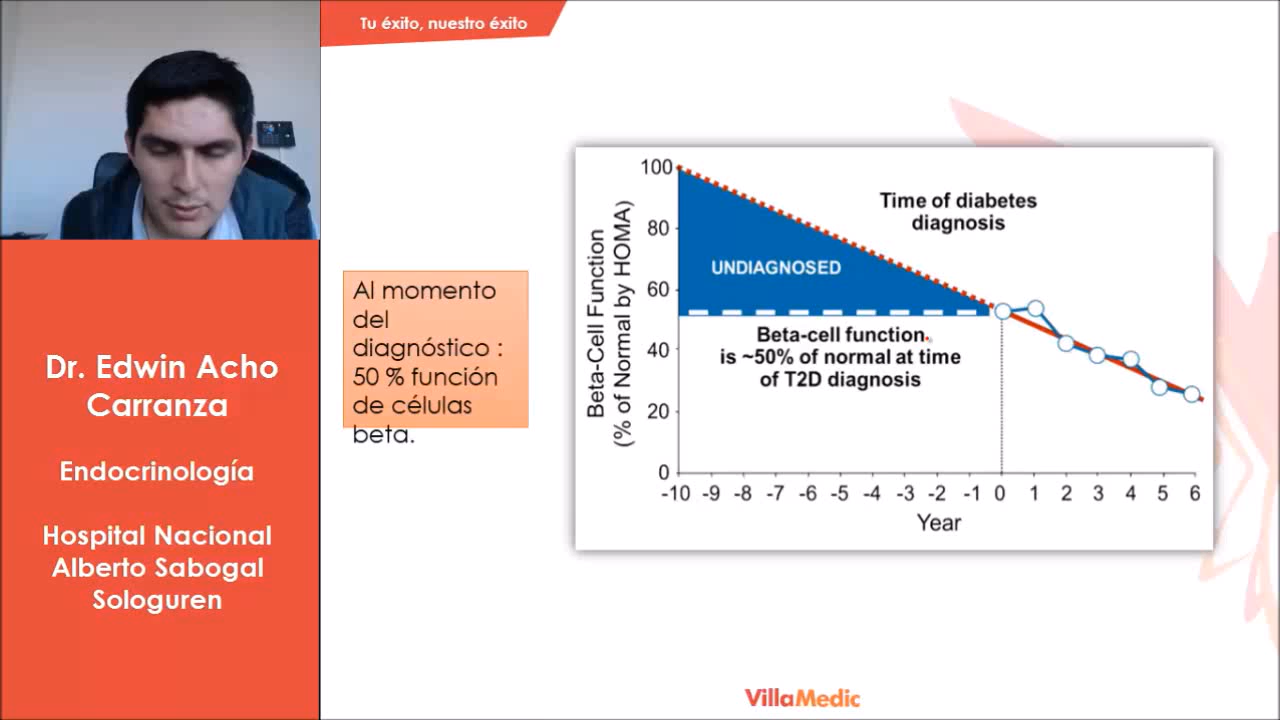 Tu éxito, nuestro éxito
Dr. Edwin Acho
Carranza
Endocrinología
Hospital Nacional
Alberto Sabogal
Sologuren
Al momento
del
diagnóstico :
50 % función
de células
beta.
Beta-Cell Function
(% of Normal by HOMA)
100
80
60
40
20
0
Time of diabetes
diagnosis
UNDIAGNOSED
Beta-cell function
is ~50% of normal at time
of T2D diagnosis
-10 -9 -8 -7 -6 -5 -4 -3 -2 -1 0 1 2 3 4 5 6
Year
VillaMedic